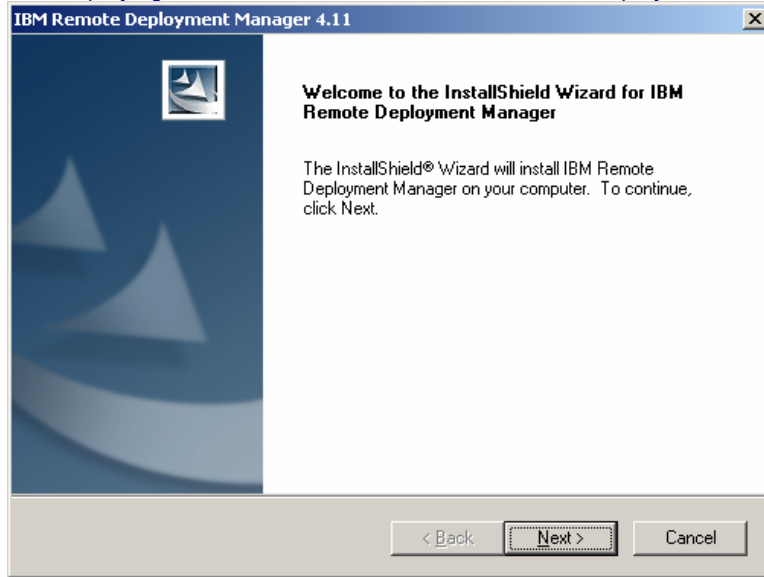 IBM Remote Deployment Manager 4.11
Welcome to the InstallShield Wizard for IBM
Remote Deployment Manager
The InstallShield® Wizard will install IBM Remote
Deployment Manager on your computer. To continue,
click Next.
< Back
Next >
Cancel